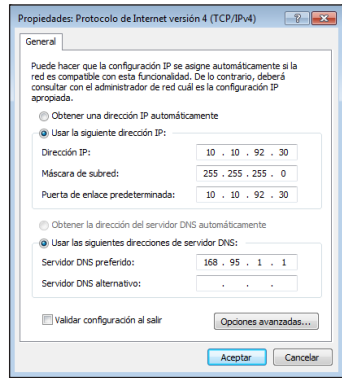 Propiedades: Protocolo de Internet versión 4 (TCP/IPv4)
General
Puede hacer que la configuración IP se asigne automáticamente si la
red es compatible con esta funcionalidad. De lo contrario, deberá
consultar con el administrador de red cuál es la configuración IP
apropiada.
Obtener una dirección IP automáticamente
Usar la siguiente dirección IP:
Dirección IP: 10 . 10 . 92 . 30
Máscara de subred: 255 . 255 . 255 . 0
Puerta de enlace predeterminada: 10 . 10 . 92 . 30
Obtener la dirección del servidor DNS automáticamente
Usar las siguientes direcciones de servidor DNS:
Servidor DNS preferido: 168 . 95 . 1 . 1
Servidor DNS alternativo: . . .
Validar configuración al salir
Opciones avanzadas...
Aceptar Cancelar